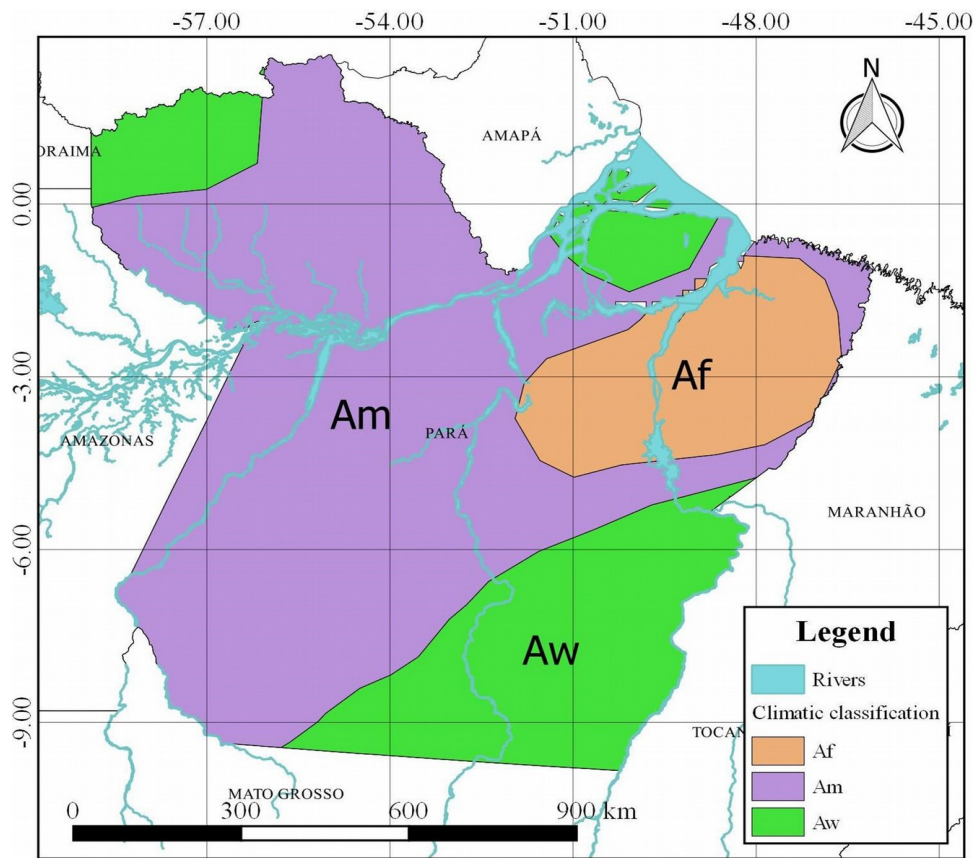 -57.00 -54.00 -51.00 -48.00 -45.00
N
AMAPÁ
ORAIMA
0.00
-3.00
Af
Am
PARÁ
AMAZONAS
MARANHÃO
-6.00
Legend
Aw
Rivers
Climatic classification
-9.00
TOCAN
Af
Am
MATO GROSSO
Aw
0 300 600 900 km